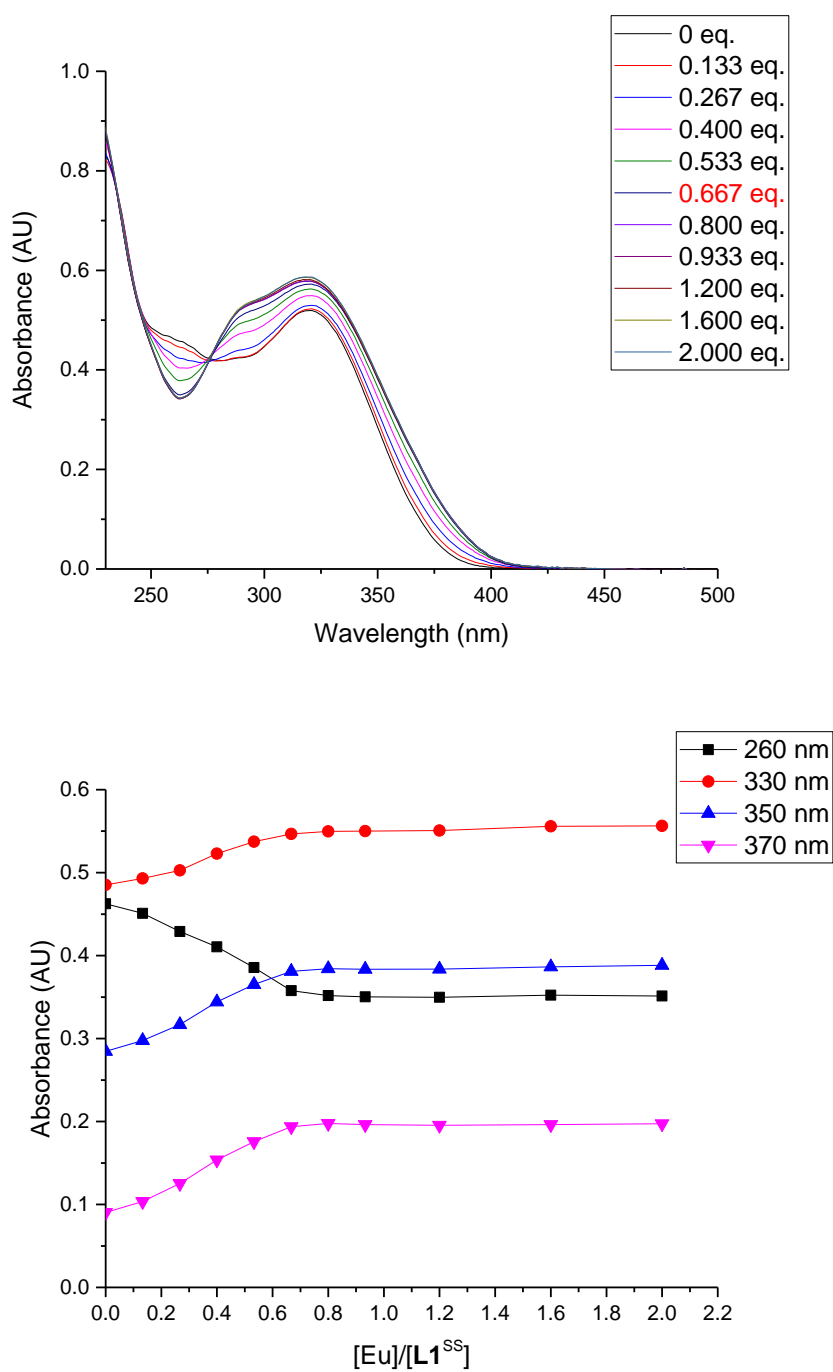 0 eq.
0.133 eq.
0.267 eq.
0.400 eq.
0.533 eq.
0.667 eq.
0.800 eq.
0.933 eq.
1.200 eq.
1.600 eq.
2.000 eq.
1.0
0.8
0.6
0.4
0.2
0.0
Absorbance (AU)
250 300 350 400 450 500
Wavelength (nm)
260 nm
330 nm
350 nm
370 nm
0.6
0.5
0.4
0.3
0.2
0.1
0.0
Absorbance (AU)
0.0 0.2 0.4 0.6 0.8 1.0 1.2 1.4 1.6 1.8 2.0 2.2
[Eu]/[L1^SS]